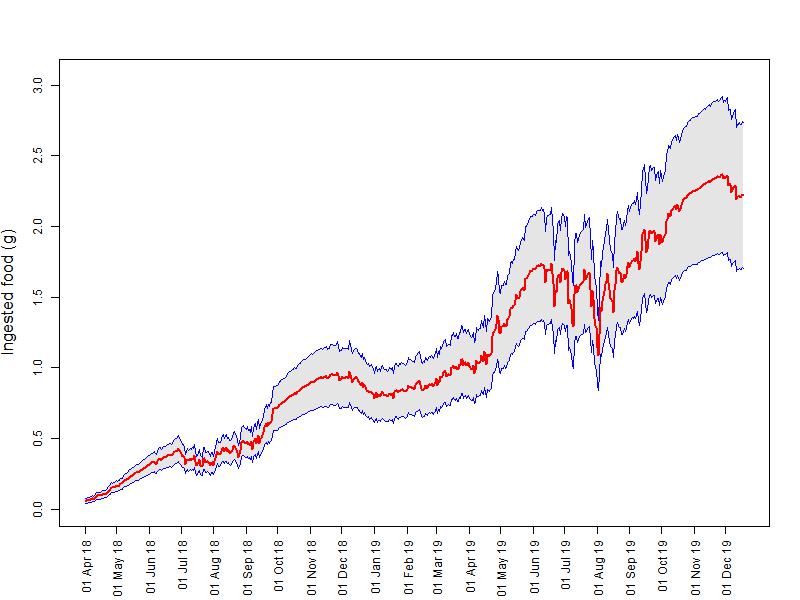 Ingested food (g)
3.0
2.5
2.0
1.5
1.0
0.5
0.0
01 Apr 18
01 May 18
01 Jun 18
01 Jul 18
01 Aug 18
01 Sep 18
01 Oct 18
01 Nov 18
01 Dec 18
01 Jan 19
01 Feb 19
01 Mar 19
01 Apr 19
01 May 19
01 Jun 19
01 Jul 19
01 Aug 19
01 Sep 19
01 Oct 19
01 Nov 19
01 Dec 19